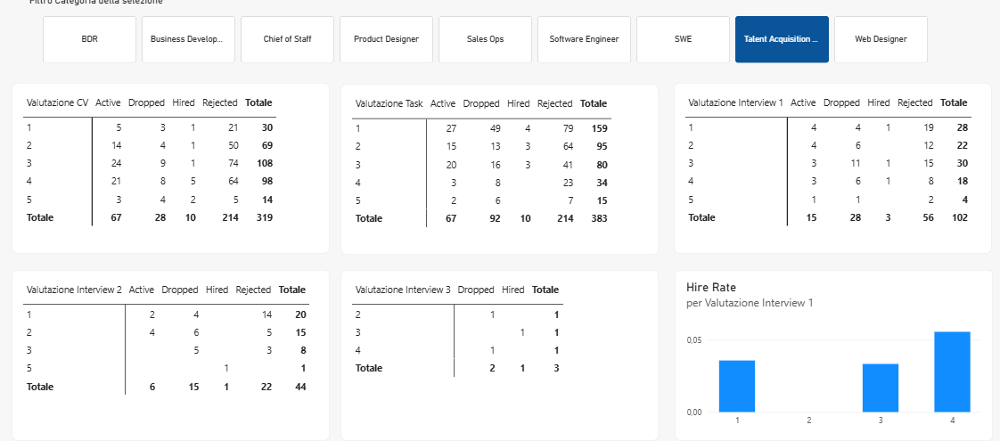 Filtro Categoria della selezione
BDR
Business Develop...
Chief of Staff
Product Designer
Sales Ops
Software Engineer
SWE
Talent Acquisition ...
Web Designer
Valutazione CV Active Dropped Hired Rejected Totale
1 5 3 1 21 30
2 14 4 1 50 69
3 24 9 1 74 108
4 21 8 5 64 98
5 3 4 2 5 14
Totale 67 28 10 214 319
Valutazione Task Active Dropped Hired Rejected Totale
1 27 49 4 79 159
2 15 13 3 64 95
3 20 16 3 41 80
4 3 8 23 34
5 2 6 7 15
Totale 67 92 10 214 383
Valutazione Interview 1 Active Dropped Hired Rejected Totale
1 4 4 1 19 28
2 4 6 12 22
3 3 11 1 15 30
4 3 6 1 8 18
5 1 1 2 4
Totale 15 28 3 56 102
Valutazione Interview 2 Active Dropped Hired Rejected Totale
1 2 4 14 20
2 4 6 5 15
3 5 3 8
5 1 1
Totale 6 15 1 22 44
Valutazione Interview 3 Dropped Hired Totale
2 1 1
3 1 1
4 1 1
Totale 2 1 3
Hire Rate
per Valutazione Interview 1
0,05
0,00
1 2 3 4